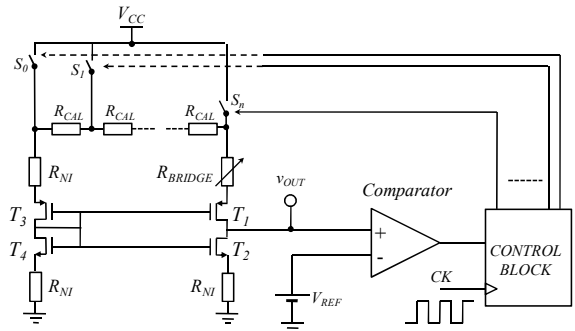 V_CC
S_0
S_1
S_n
R_CAL
R_CAL
R_CAL
R_NI
R_BRIDGE
v_OUT
Comparator
T_3
T_1
T_4
T_2
+
-
CONTROL
BLOCK
CK
R_NI
R_NI
V_REF